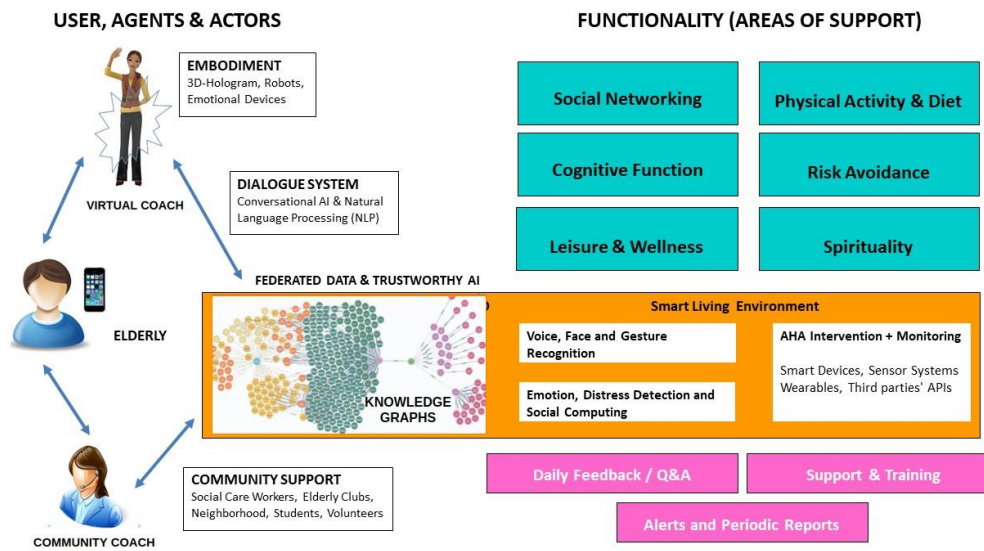 USER, AGENTS & ACTORS
EMBODIMENT
3D-Hologram, Robots,
Emotional Devices
VIRTUAL COACH
DIALOGUE SYSTEM
Conversational AI & Natural
Language Processing (NLP)
ELDERLY
FEDERATED DATA & TRUSTWORTHY AI
KNOWLEDGE
GRAPHS
COMMUNITY SUPPORT
Social Care Workers, Elderly Clubs,
Neighborhood, Students, Volunteers
COMMUNITY COACH
FUNCTIONALITY (AREAS OF SUPPORT)
Social Networking
Physical Activity & Diet
Cognitive Function
Risk Avoidance
Leisure & Wellness
Spirituality
Smart Living Environment
Voice, Face and Gesture
Recognition
Emotion, Distress Detection and
Social Computing
AHA Intervention + Monitoring
Smart Devices, Sensor Systems
Wearables, Third parties' APIs
Daily Feedback / Q&A
Support & Training
Alerts and Periodic Reports